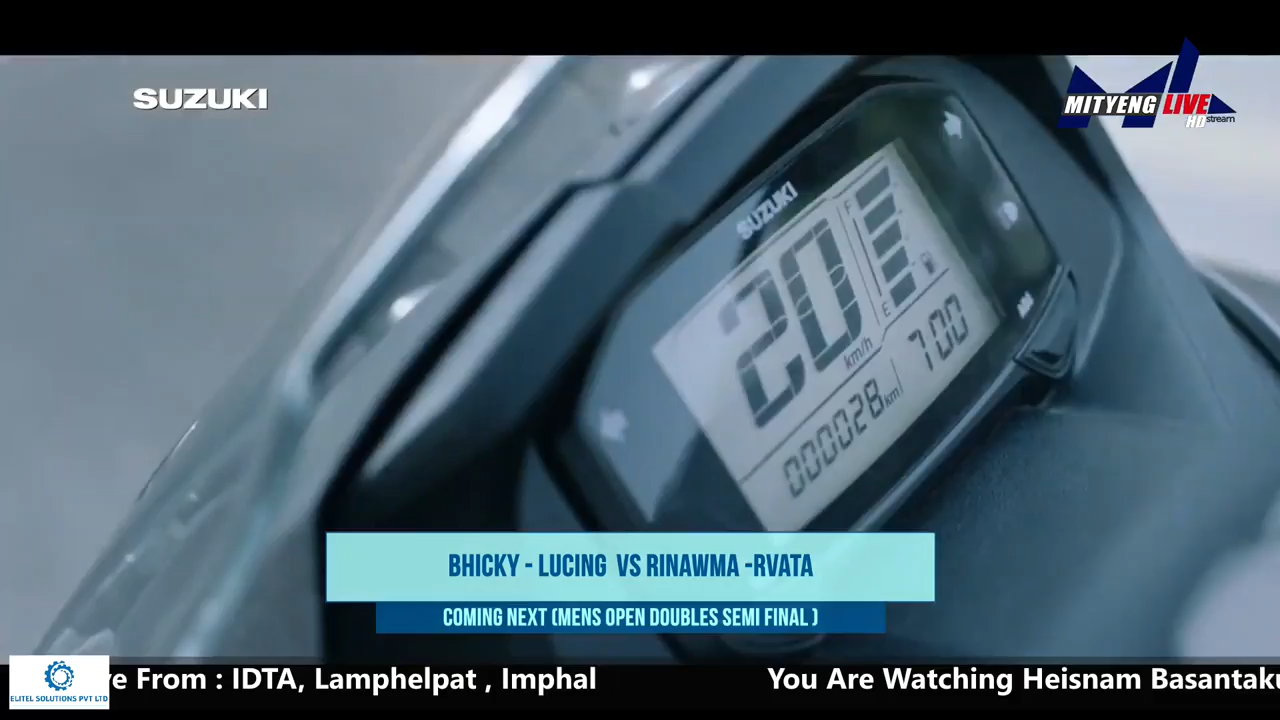 SUZUKI
MITYENG LIVE
HD stream
SUZUKI
F
20
km/h
E
000028 km
700
BHICKY - LUCING VS RINAWMA -RVATA
COMING NEXT (MENS OPEN DOUBLES SEMI FINAL )
ELITEL SOLUTIONS PVT LTD
ve From : IDTA, Lamphelpat , Imphal
You Are Watching Heisnam Basantaku